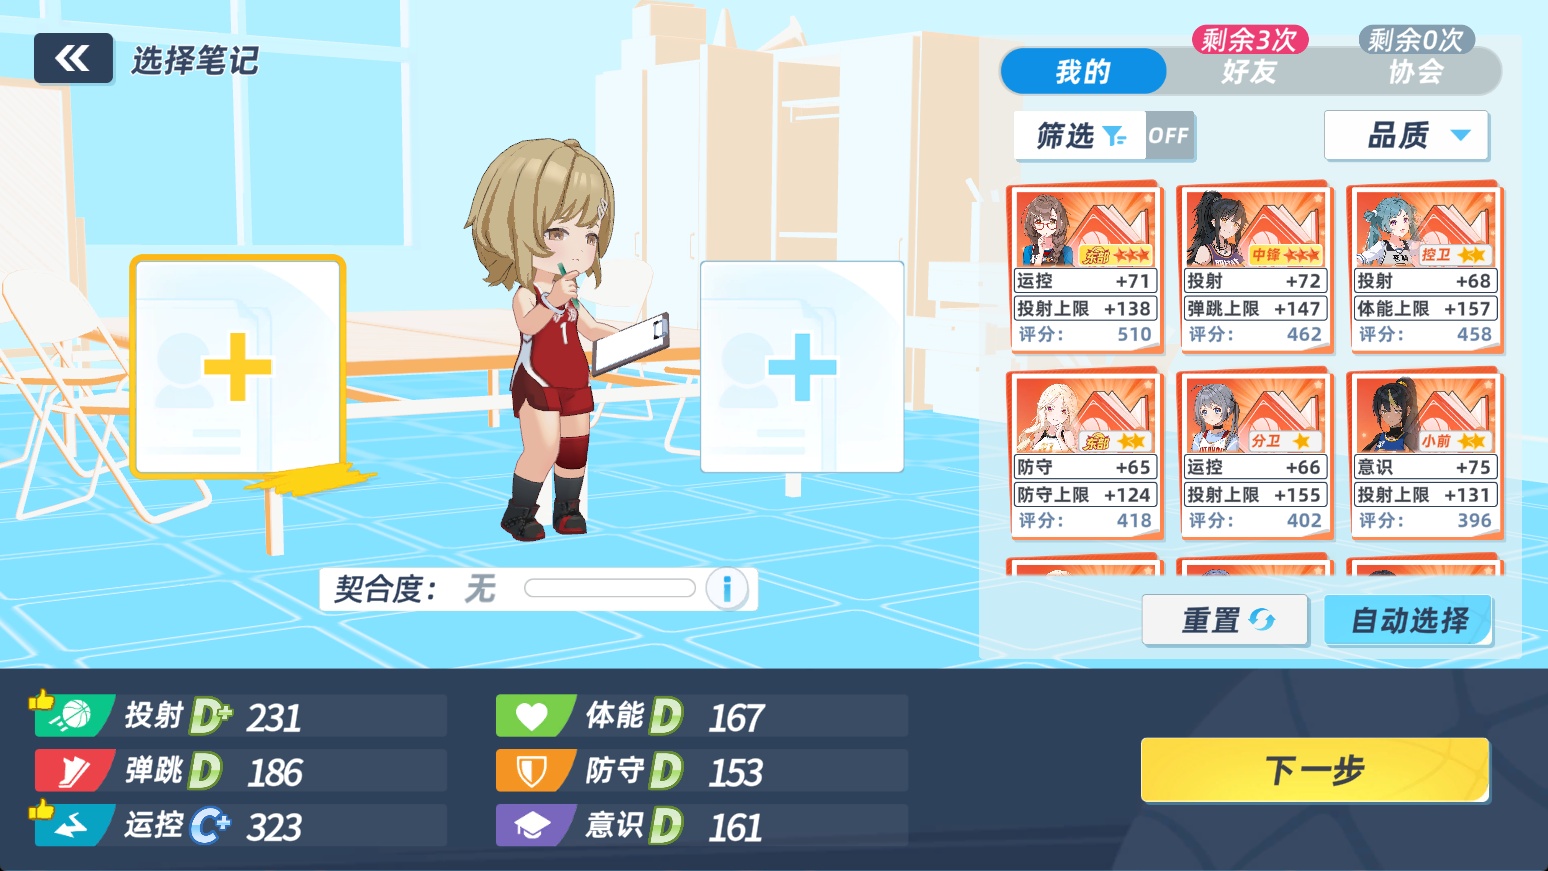 选择笔记
剩余3次
剩余0次
我的
好友
协会
筛选
OFF
品质
东部
中锋
控卫
运控 +71
投射 +72
投射 +68
投射上限 +138
弹跳上限 +147
体能上限 +157
评分： 510
评分： 462
评分： 458
东部
分卫
小前
防守 +65
运控 +66
意识 +75
防守上限 +124
投射上限 +155
投射上限 +131
评分： 418
评分： 402
评分： 396
1
契合度： 无
i
重置
自动选择
投射 D+ 231
体能 D 167
弹跳 D 186
防守 D 153
运控 C+ 323
意识 D 161
下一步